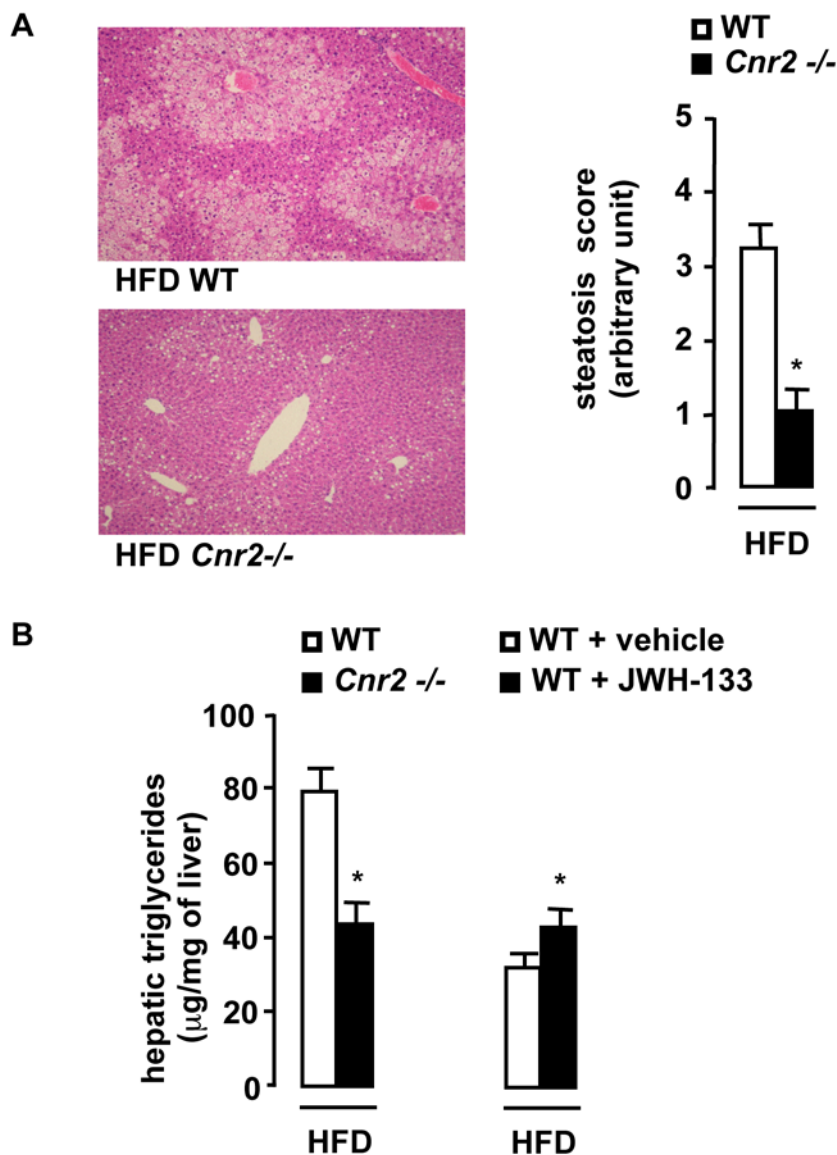 A
WT
Cnr2 -/-
HFD WT
HFD Cnr2-/-
steatosis score
(arbitrary unit)
5
4
3
2
1
0
*
HFD
B
WT
Cnr2 -/-
WT + vehicle
WT + JWH-133
hepatic triglycerides
(μg/mg of liver)
100
80
60
40
20
0
*
*
HFD
HFD